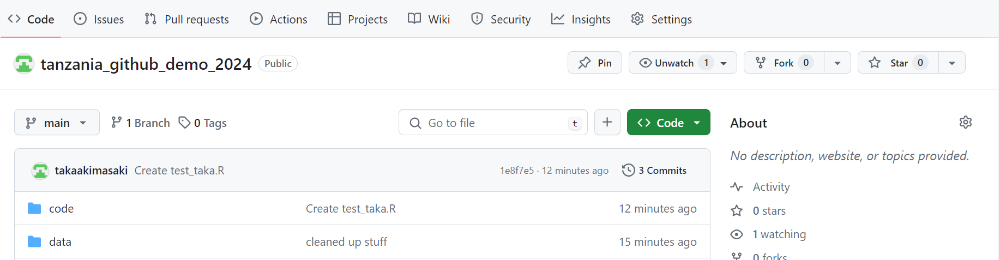 Code Issues Pull requests Actions Projects Wiki Security Insights Settings
tanzania_github_demo_2024 Public Pin Unwatch 1 Fork 0 Star 0
main 1 Branch 0 Tags Go to file t Code
takaakimasaki Create test_taka.R 1e8f7e5 · 12 minutes ago 3 Commits
code Create test_taka.R 12 minutes ago
data cleaned up stuff 15 minutes ago
About
No description, website, or topics provided.
Activity
0 stars
1 watching
0 forks